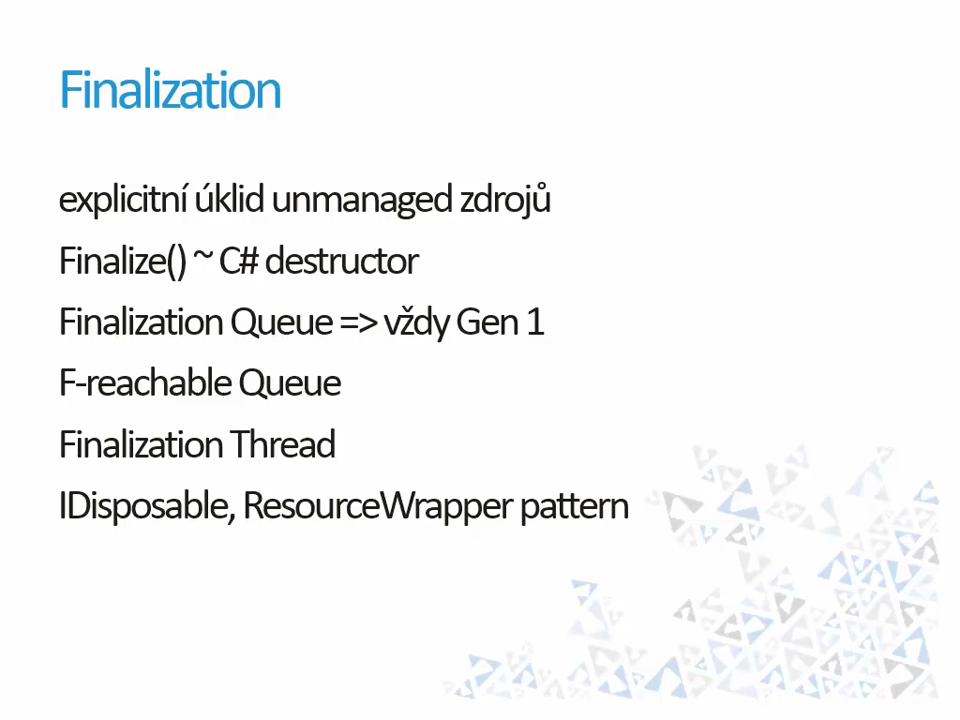 Finalization
explicitní úklid unmanaged zdrojů
Finalize() ~ C# destructor
Finalization Queue => vždy Gen 1
F-reachable Queue
Finalization Thread
IDisposable, ResourceWrapper pattern